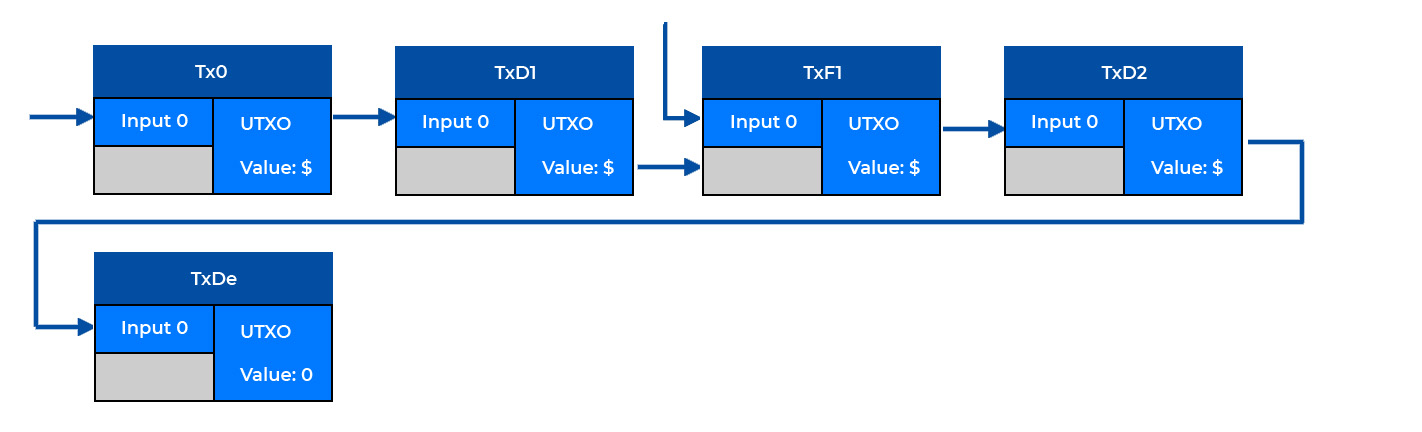 Tx0
Input 0
UTXO
Value: $
TxD1
Input 0
UTXO
Value: $
TxF1
Input 0
UTXO
Value: $
TxD2
Input 0
UTXO
Value: $
TxDe
Input 0
UTXO
Value: 0